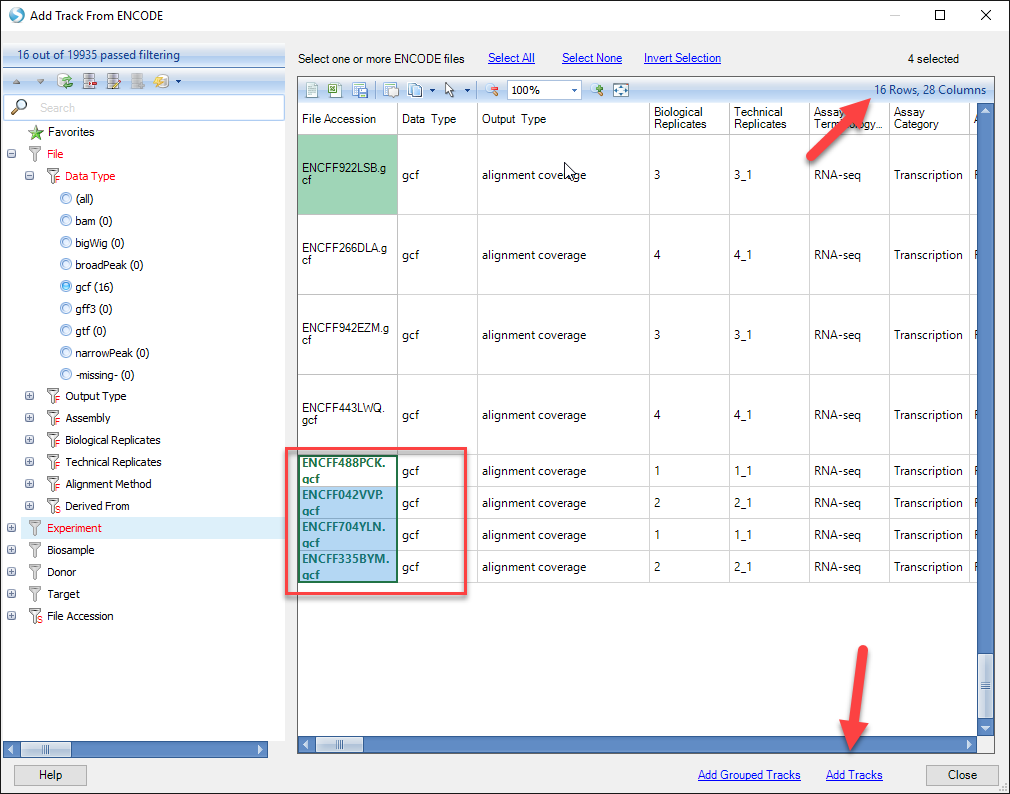 Add Track From ENCODE
16 out of 19935 passed filtering
Search
Favorites
File
Data Type
(all)
bam (0)
bigWig (0)
broadPeak (0)
gcf (16)
gff3 (0)
gtf (0)
narrowPeak (0)
-missing- (0)
Output Type
Assembly
Biological Replicates
Technical Replicates
Alignment Method
Derived From
Experiment
Biosample
Donor
Target
File Accession
Select one or more ENCODE files Select All Select None Invert Selection 4 selected
100% 16 Rows, 28 Columns
File Accession Data Type Output Type Biological Replicates Technical Replicates Assay Terminology... Assay Category
ENCFF922LSB.g
cf gcf alignment coverage 3 3_1 RNA-seq Transcription
ENCFF266DLA.g
cf gcf alignment coverage 4 4_1 RNA-seq Transcription
ENCFF942EZM.g
cf gcf alignment coverage 3 3_1 RNA-seq Transcription
ENCFF443LWQ.
gcf gcf alignment coverage 4 4_1 RNA-seq Transcription
ENCFF488PCK.
gcf gcf alignment coverage 1 1_1 RNA-seq Transcription
ENCFF042VVP.
gcf gcf alignment coverage 2 2_1 RNA-seq Transcription
ENCFF704YLN.
gcf gcf alignment coverage 1 1_1 RNA-seq Transcription
ENCFF335BYM.
gcf gcf alignment coverage 2 2_1 RNA-seq Transcription
Help Add Grouped Tracks Add Tracks Close